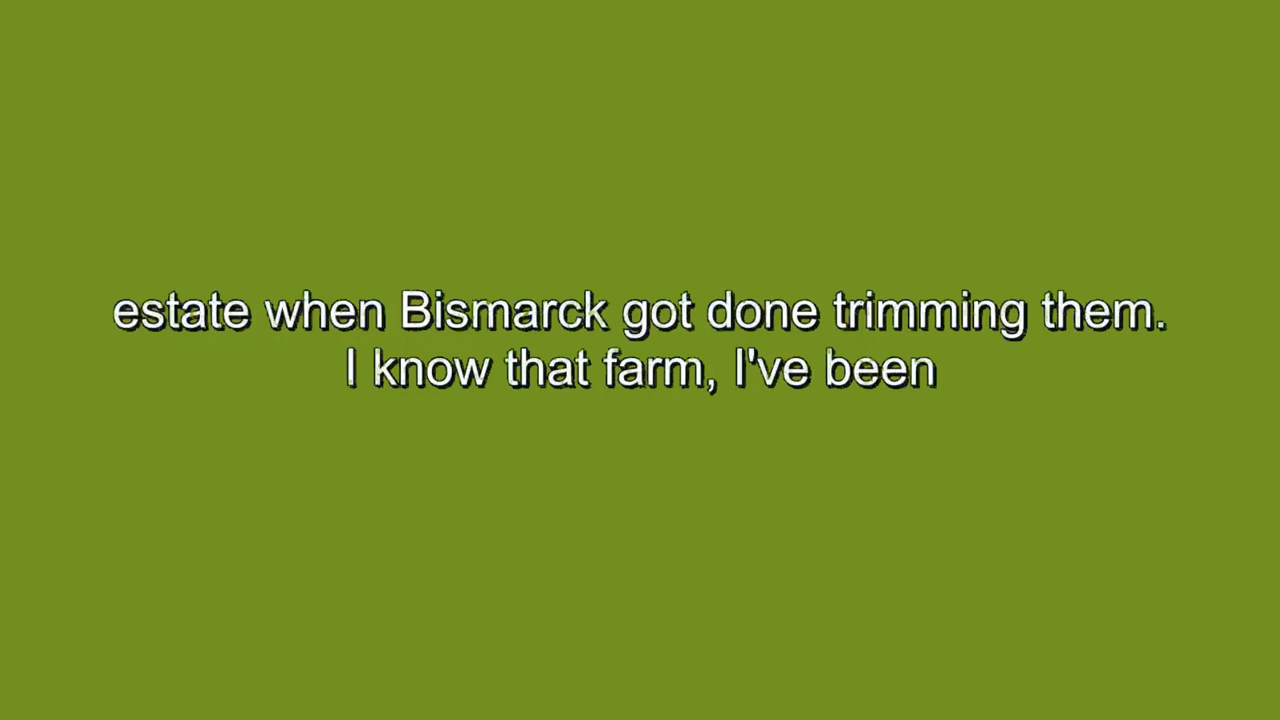 estate when Bismarck got done trimming them.
I know that farm, I've been